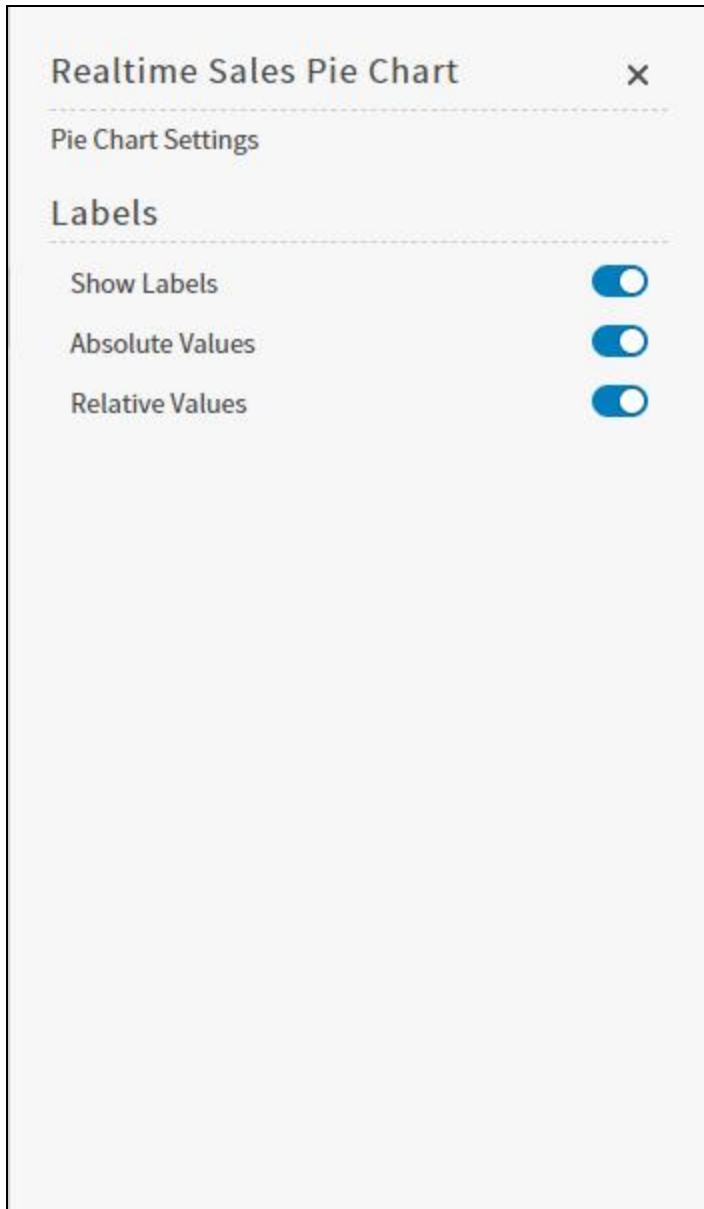 Realtime Sales Pie Chart
Pie Chart Settings
Labels
Show Labels
Absolute Values
Relative Values